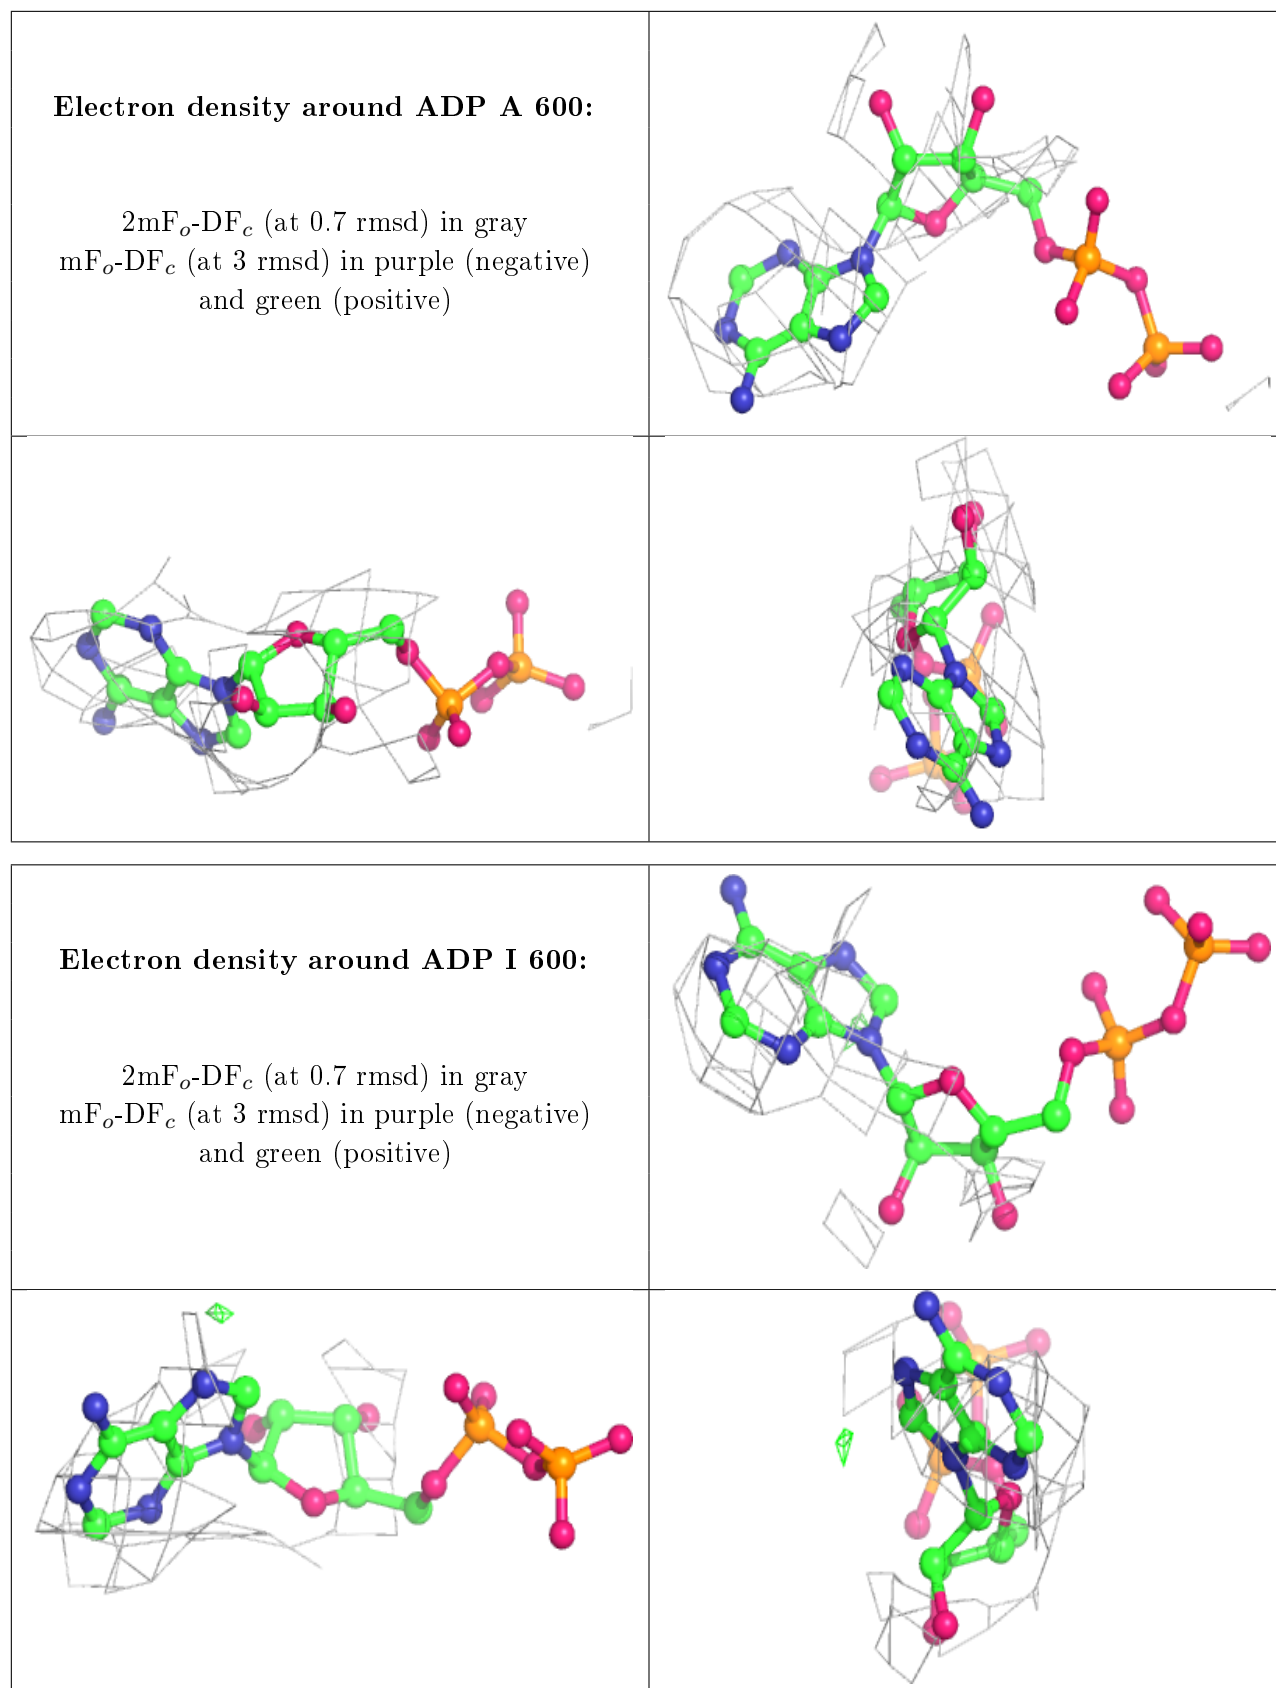 Electron density around ADP A 600:
2mFo-DFc (at 0.7 rmsd) in gray
mFo-DFc (at 3 rmsd) in purple (negative)
and green (positive)
Electron density around ADP I 600:
2mFo-DFc (at 0.7 rmsd) in gray
mFo-DFc (at 3 rmsd) in purple (negative)
and green (positive)